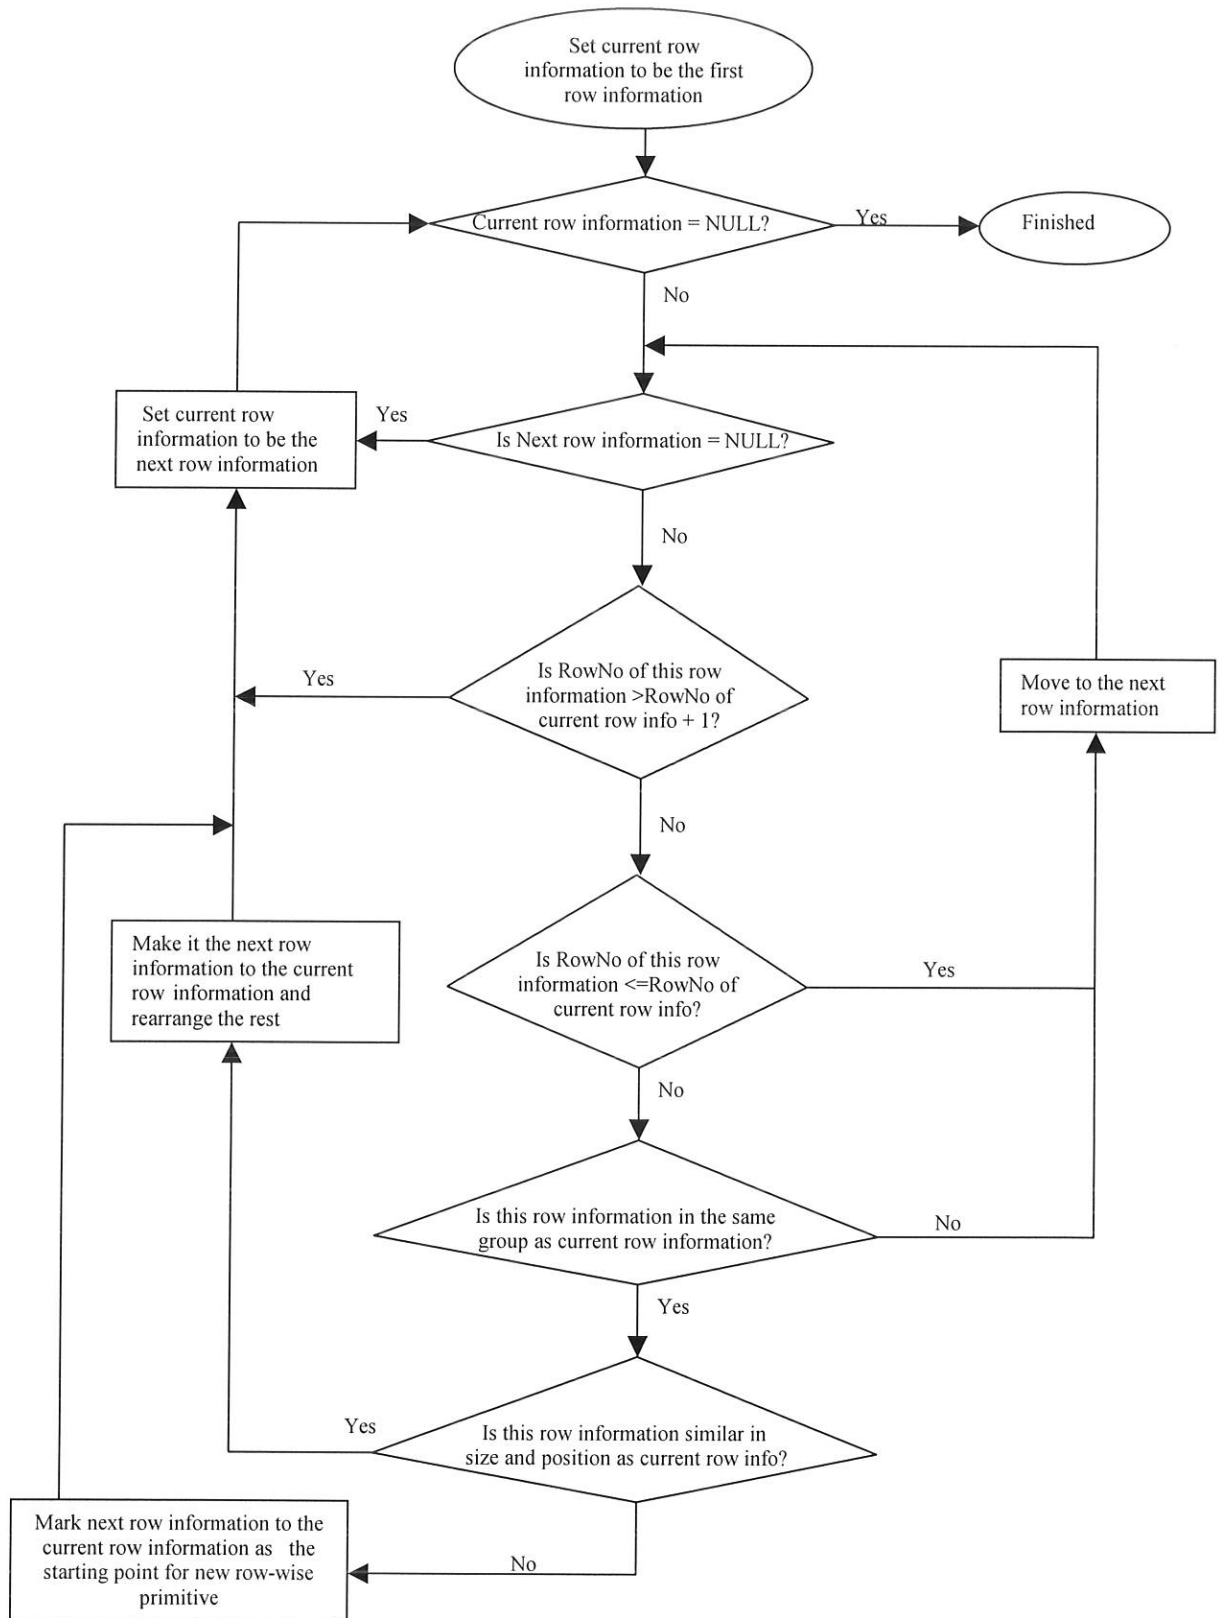 Set current row
information to be the first
row information
Current row information = NULL?
Yes
Finished
No
Set current row
information to be the
next row information
Yes
Is Next row information = NULL?
No
Yes
Is RowNo of this row
information >RowNo of
current row info + 1?
Move to the next
row information
No
Make it the next row
information to the current
row information and
rearrange the rest
Is RowNo of this row
information <=RowNo of
current row info?
Yes
No
Is this row information in the same
group as current row information?
No
Yes
Yes
Is this row information similar in
size and position as current row info?
Mark next row information to the
current row information as the
starting point for new row-wise
primitive
No